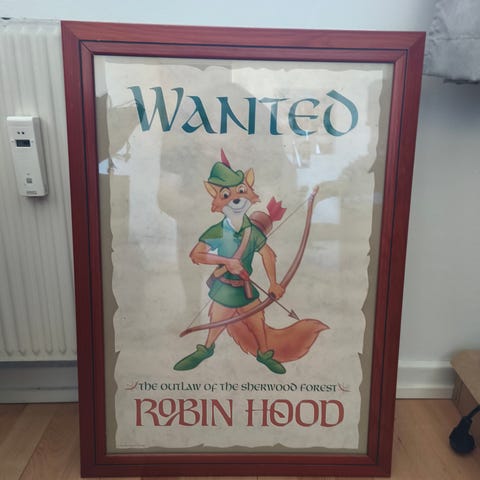 WANTED
THE OUTLAW OF THE SHERWOOD FOREST
ROBIN HOOD